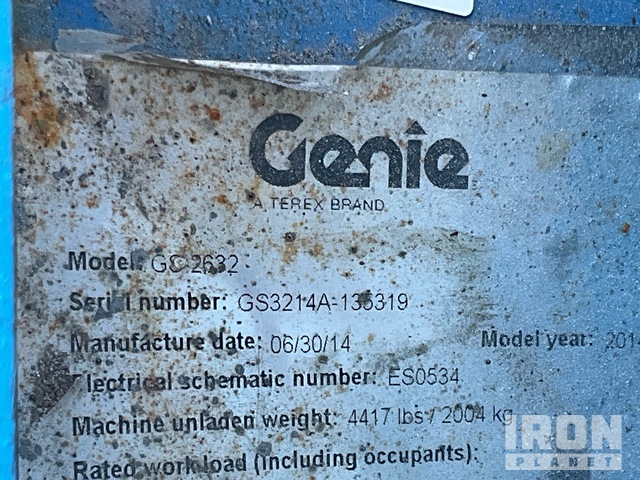 Genie
A TEREX BRAND
Model: GS-2632
Serial number: GS3214A-135319
Manufacture date: 06/30/14 Model year: 2014
Electrical schematic number: ES0534
Machine unladen weight: 4417 lbs / 2004 kg
Rated work load (including occupants):
IRON
PLANET